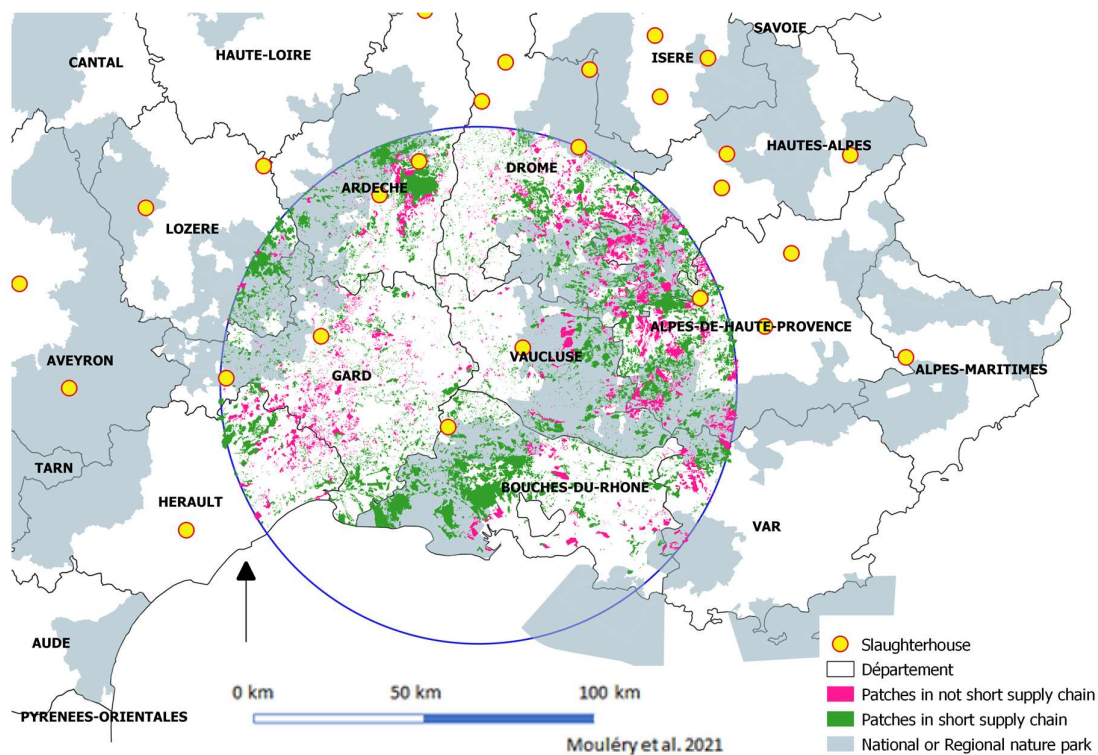 SAVOIE
HAUTE-LOIRE
CANTAL
ISERE
HAUTES-ALPES
DROME
ARDECHE
LOZERE
ALPES-DE-HAUTE-PROVENCE
AVEYRON
VAUCLUSE
ALPES-MARITIMES
GARD
TARN
BOUCHES-DU-RHONE
HERAULT
VAR
AUDE
PYRENEES-ORIENTALES
Slaughterhouse
Département
Patches in not short supply chain
Patches in short supply chain
National or Regional nature park
0 km 50 km 100 km
Mouléry et al. 2021